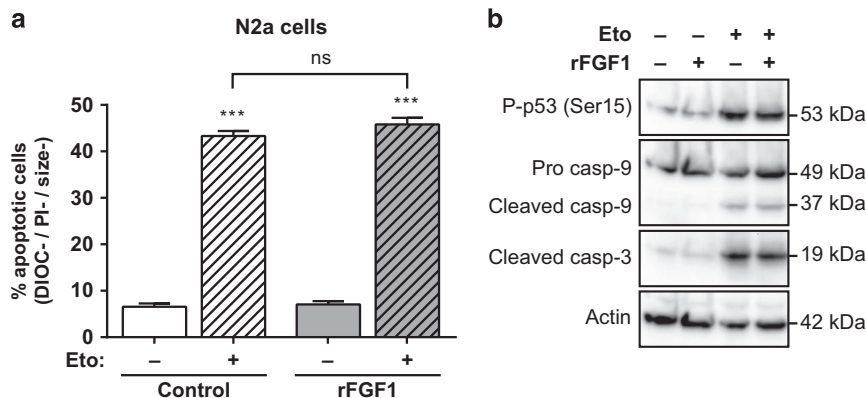 a
N2a cells
ns
*** ***
% apoptotic cells
(DIOC- / PI- / size-)
50
40
30
20
10
0
Eto: – + – +
Control rFGF1
b
Eto – – + +
rFGF1 – + – +
P-p53 (Ser15) 53 kDa
Pro casp-9 49 kDa
Cleaved casp-9 37 kDa
Cleaved casp-3 19 kDa
Actin 42 kDa